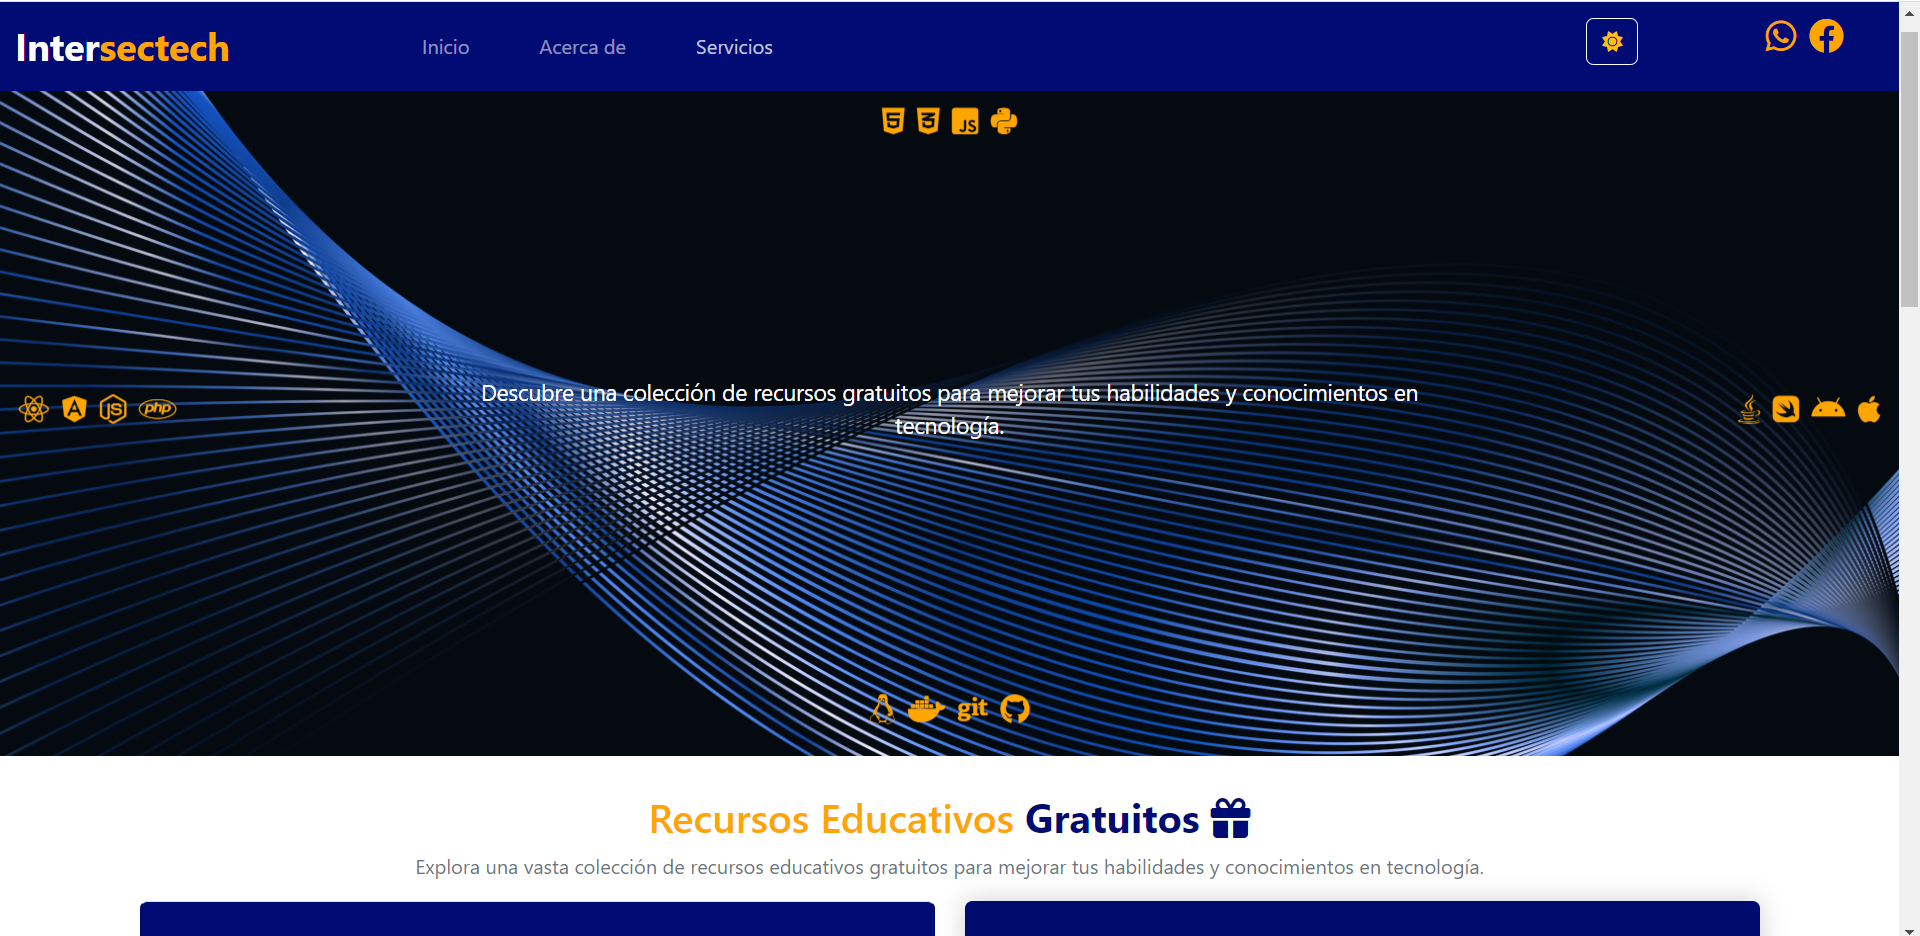 Intersectech
Inicio
Acerca de
Servicios
JS
Descubre una colección de recursos gratuitos para mejorar tus habilidades y conocimientos en
tecnología.
JS
php
git
Recursos Educativos Gratuitos
Explora una vasta colección de recursos educativos gratuitos para mejorar tus habilidades y conocimientos en tecnología.